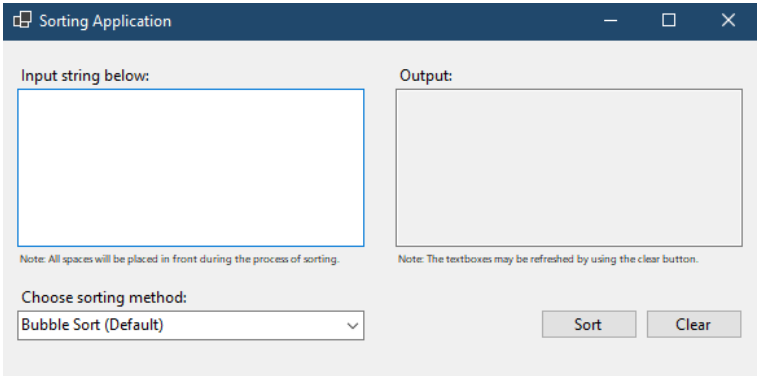 Sorting Application
Input string below:
Output:
Note: All spaces will be placed in front during the process of sorting.
Note: The textboxes may be refreshed by using the clear button.
Choose sorting method:
Bubble Sort (Default)
Sort
Clear